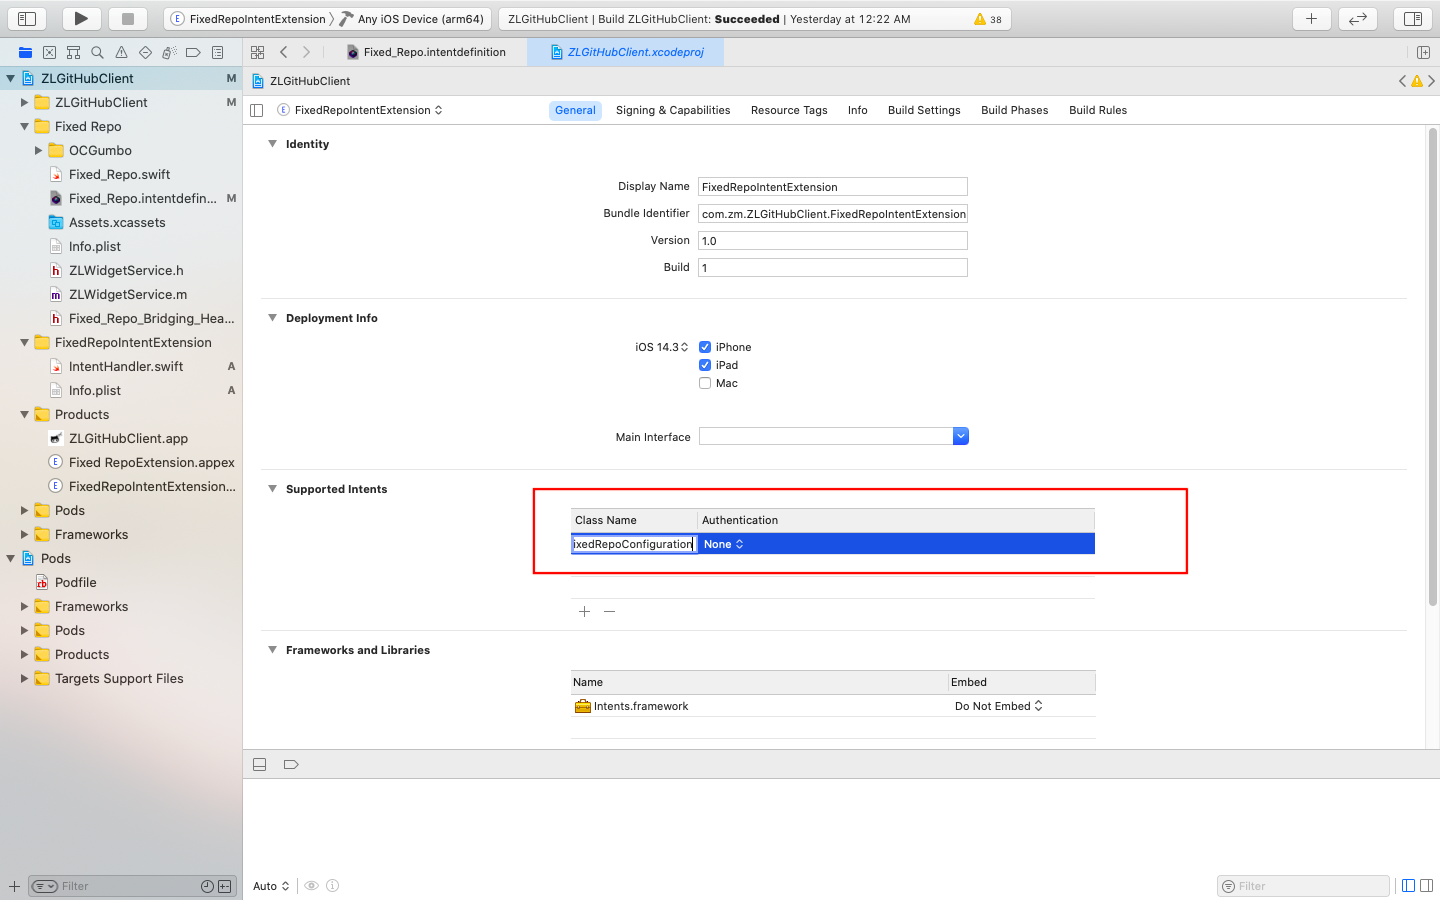 FixedRepoIntentExtension
Any iOS Device (arm64)
ZLGitHubClient | Build ZLGitHubClient: Succeeded | Yesterday at 12:22 AM
38
Fixed_Repo.intentdefinition
ZLGitHubClient.xcodeproj
ZLGitHubClient M
ZLGitHubClient M
Fixed Repo
OCGumbo
Fixed_Repo.swift
Fixed_Repo.intentdefin... M
Assets.xcassets
Info.plist
h ZLWidgetService.h
m ZLWidgetService.m
h Fixed_Repo_Bridging_Hea...
FixedRepoIntentExtension
IntentHandler.swift A
Info.plist A
Products
ZLGitHubClient.app
E Fixed RepoExtension.appex
E FixedRepoIntentExtension...
Pods
Frameworks
Pods
rb Podfile
Frameworks
Pods
Products
Targets Support Files
Filter
ZLGitHubClient
E FixedRepoIntentExtension
General Signing & Capabilities Resource Tags Info Build Settings Build Phases Build Rules
Identity
Display Name FixedRepoIntentExtension
Bundle Identifier com.zm.ZLGitHubClient.FixedRepoIntentExtension
Version 1.0
Build 1
Deployment Info
iOS 14.3 iPhone
iPad
Mac
Main Interface
Supported Intents
Class Name Authentication
ixedRepoConfiguration None
Frameworks and Libraries
Name Embed
Intents.framework Do Not Embed
Auto
Filter